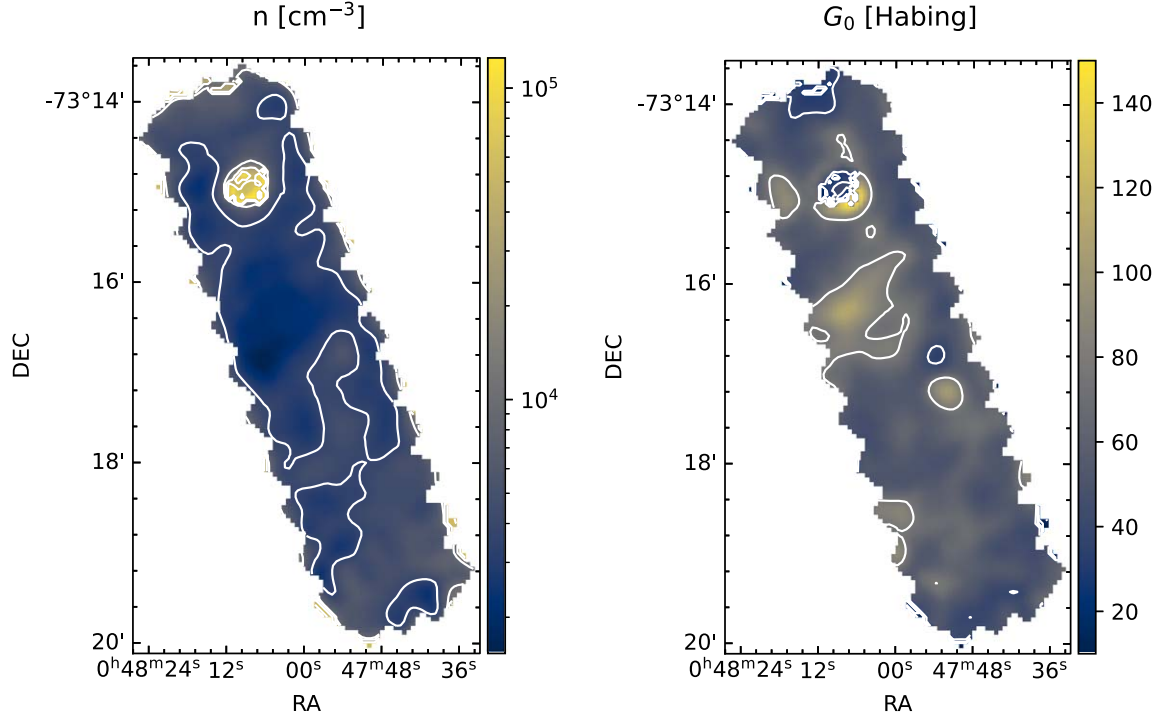 n [cm⁻³]
-73°14'
16'
18'
20'
DEC
0ʰ48ᵐ24ˢ 12ˢ 00ˢ 47ᵐ48ˢ 36ˢ
RA
10⁵
10⁴
G₀ [Habing]
-73°14'
16'
18'
20'
DEC
0ʰ48ᵐ24ˢ 12ˢ 00ˢ 47ᵐ48ˢ 36ˢ
RA
140
120
100
80
60
40
20